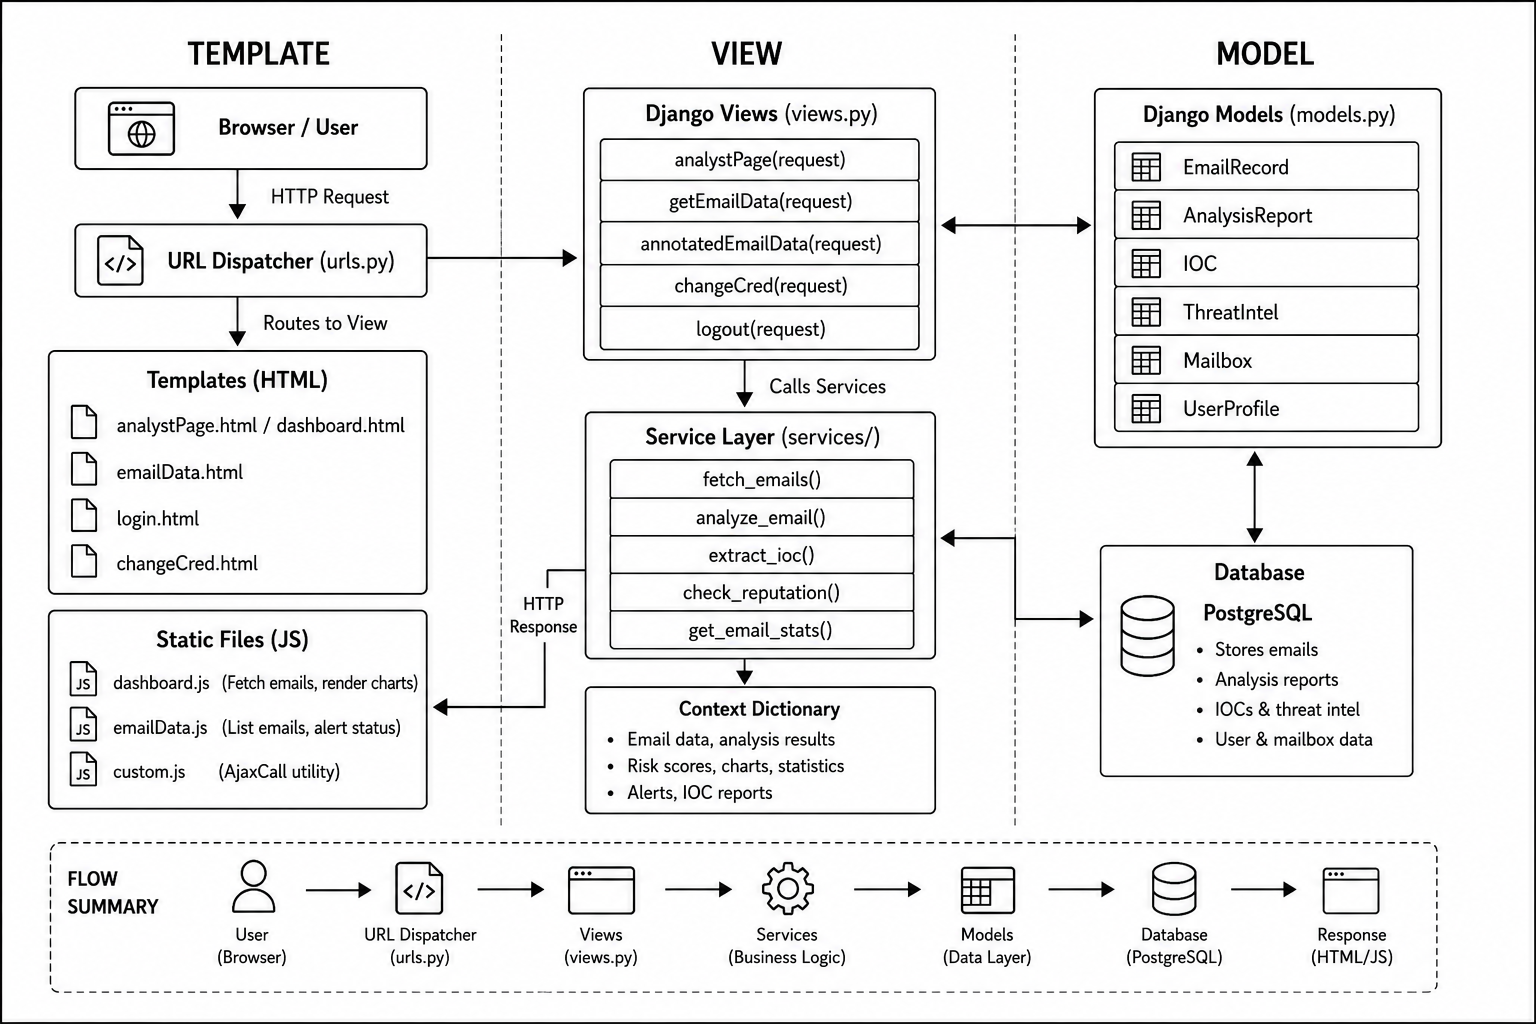 TEMPLATE
Browser / User
HTTP Request
URL Dispatcher (urls.py)
</>
Routes to View
Templates (HTML)
analystPage.html / dashboard.html
emailData.html
login.html
changeCred.html
Static Files (JS)
JS dashboard.js (Fetch emails, render charts)
JS emailData.js (List emails, alert status)
JS custom.js (AjaxCall utility)
VIEW
Django Views (views.py)
analystPage(request)
getEmailData(request)
annotatedEmailData(request)
changeCred(request)
logout(request)
Calls Services
Service Layer (services/)
fetch_emails()
analyze_email()
extract_ioc()
check_reputation()
get_email_stats()
HTTP
Response
Context Dictionary
• Email data, analysis results
• Risk scores, charts, statistics
• Alerts, IOC reports
MODEL
Django Models (models.py)
EmailRecord
AnalysisReport
IOC
ThreatIntel
Mailbox
UserProfile
Database
PostgreSQL
• Stores emails
• Analysis reports
• IOCs & threat intel
• User & mailbox data
FLOW
SUMMARY
User
(Browser)
</>
URL Dispatcher
(urls.py)
Views
(views.py)
Services
(Business Logic)
Models
(Data Layer)
Database
(PostgreSQL)
Response
(HTML/JS)